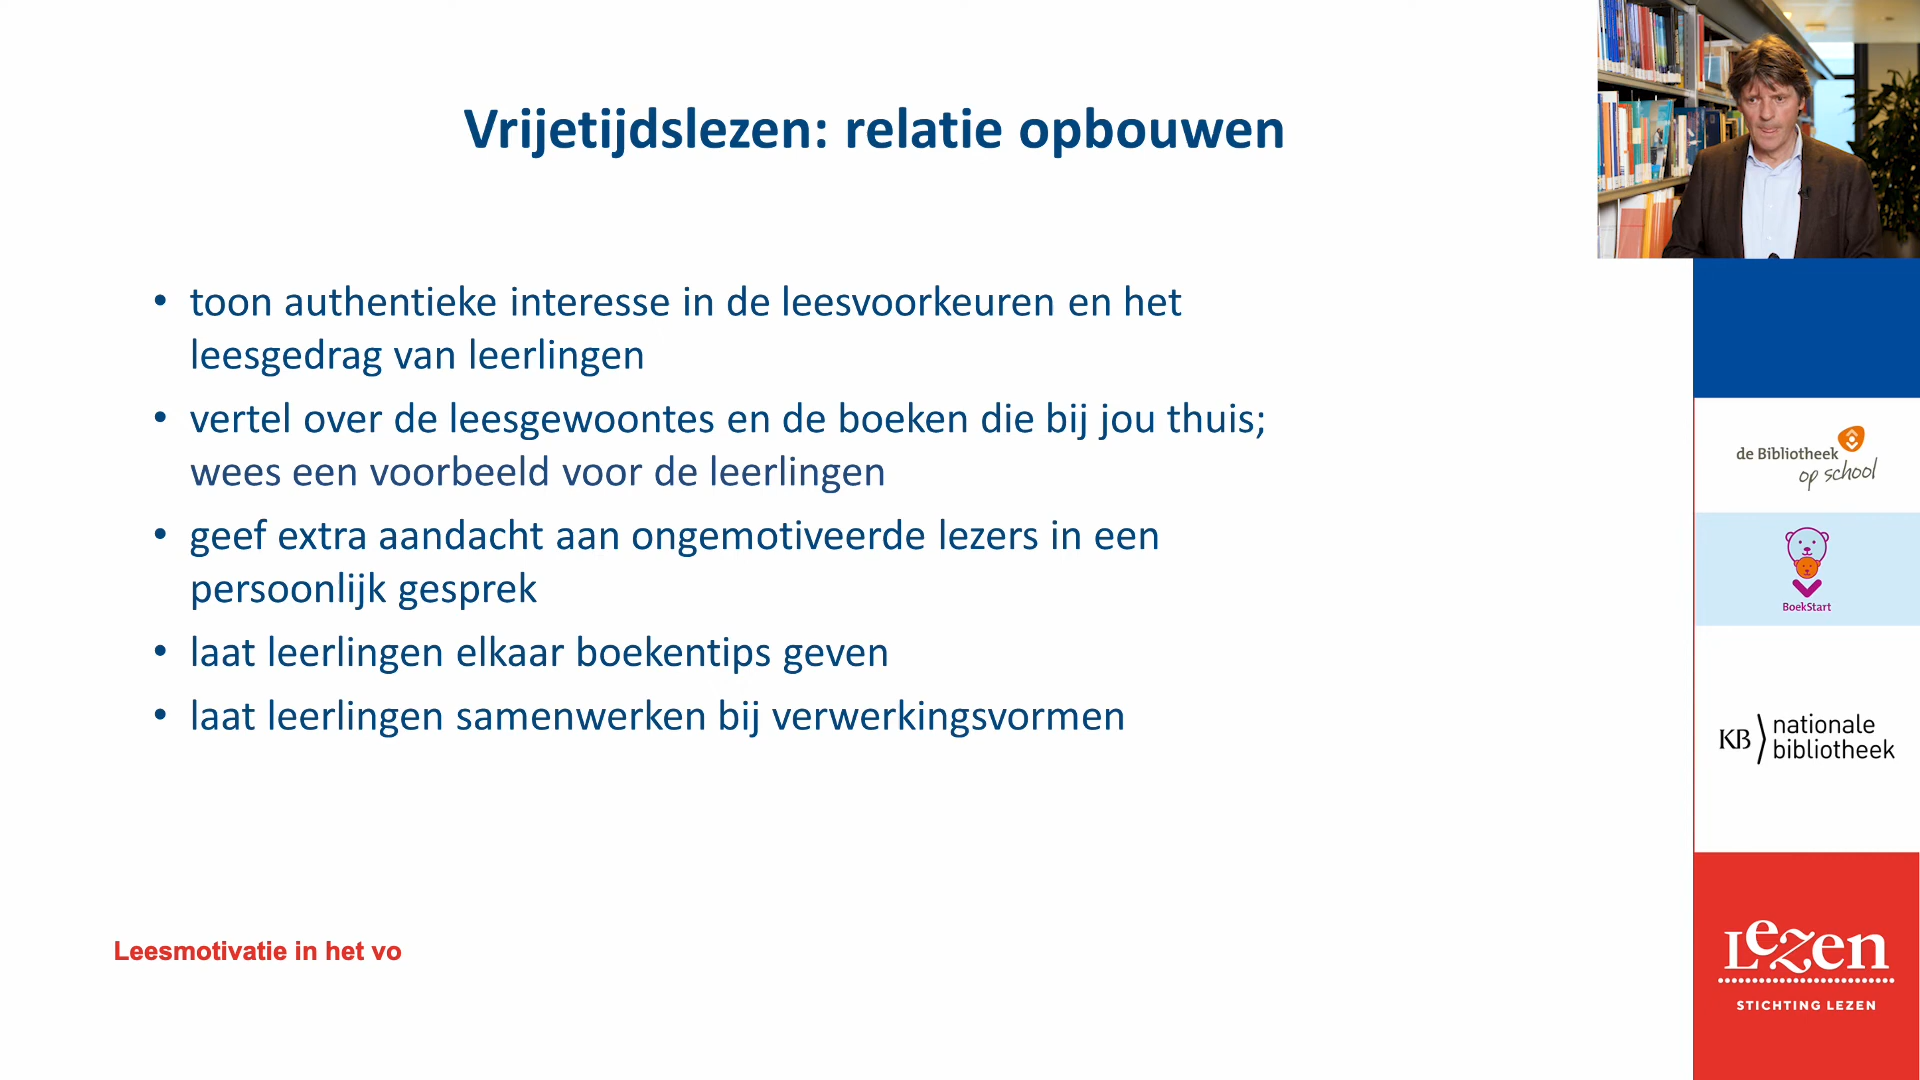 Vrijetijdslezen: relatie opbouwen
• toon authentieke interesse in de leesvoorkeuren en het
leesgedrag van leerlingen
• vertel over de leesgewoontes en de boeken die bij jou thuis;
wees een voorbeeld voor de leerlingen
• geef extra aandacht aan ongemotiveerde lezers in een
persoonlijk gesprek
• laat leerlingen elkaar boekentips geven
• laat leerlingen samenwerken bij verwerkingsvormen
Leesmotivatie in het vo
de Bibliotheek
op school
BoekStart
KB nationale
bibliotheek
Lezen
STICHTING LEZEN